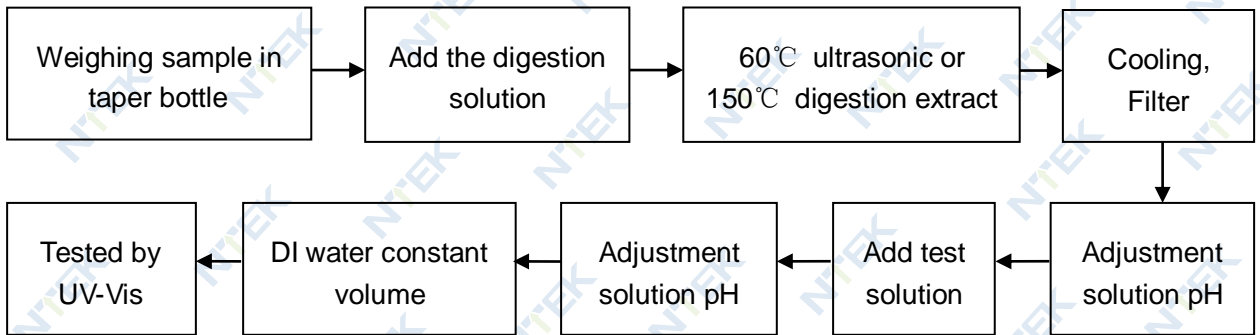 Weighing sample in
taper bottle
Add the digestion
solution
60℃ ultrasonic or
150℃ digestion extract
Cooling,
Filter
Adjustment
solution pH
Add test
solution
Adjustment
solution pH
DI water constant
volume
Tested by
UV-Vis
NTEK